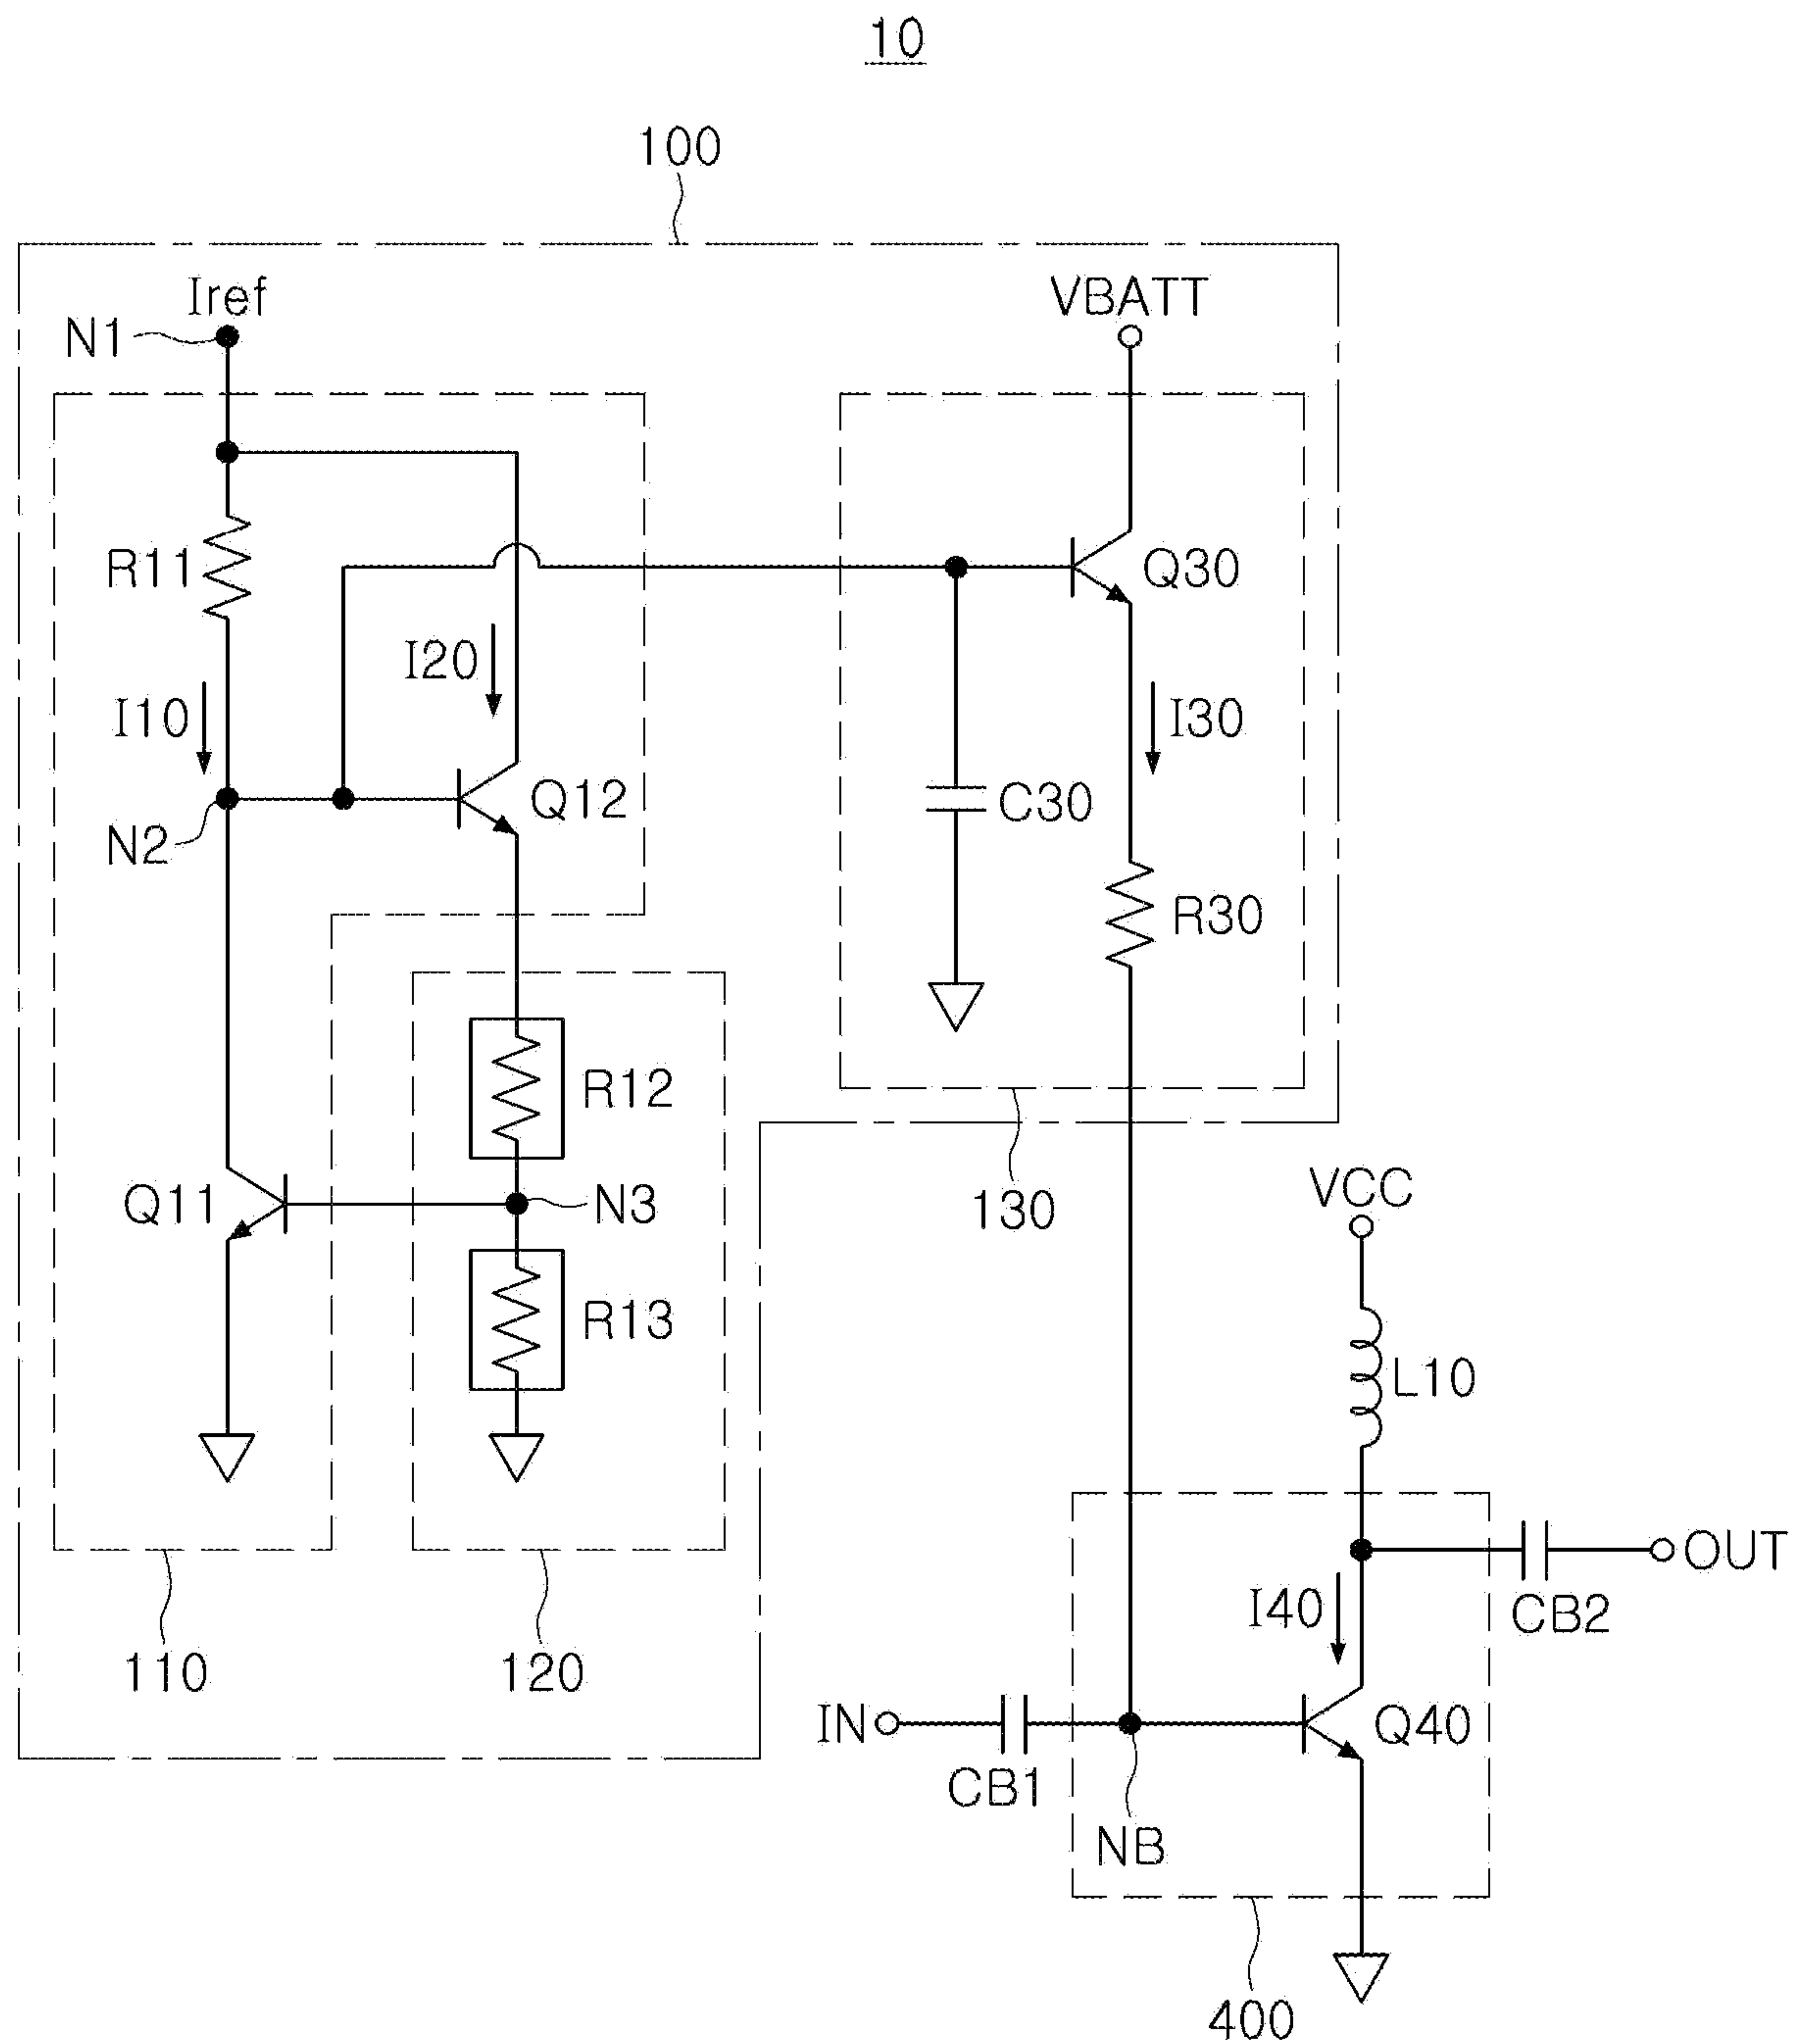 10
100
Iref
VBATT
N1
R11
Q30
I20
I10
I30
Q12
C30
N2
R30
R12
Q11
N3
130
VCC
R13
L10
OUT
I40
CB2
110
120
IN
Q40
CB1
NB
400